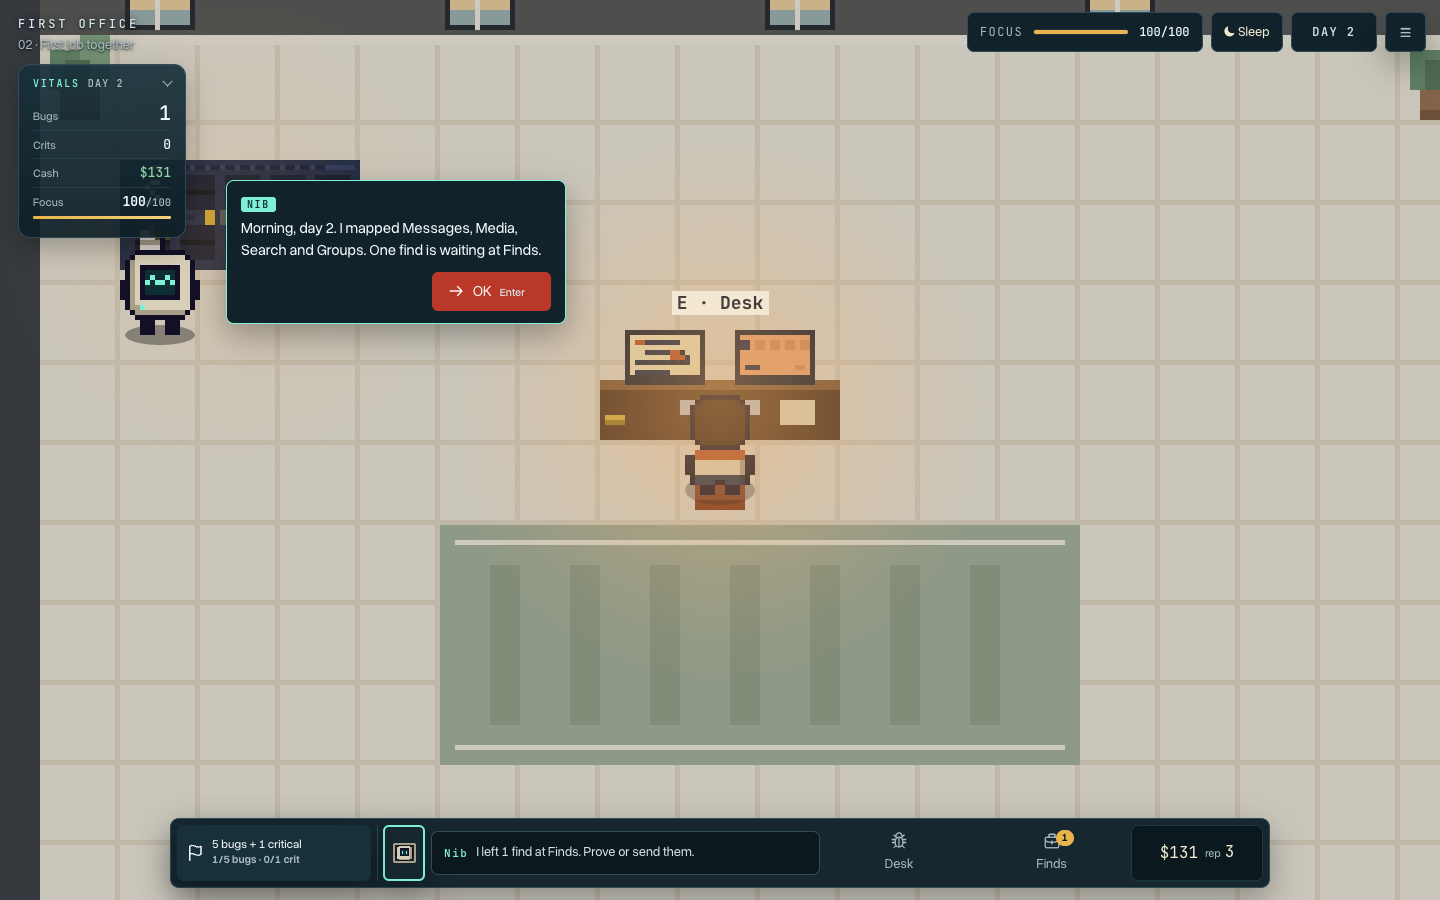 FIRST OFFICE
02 · First job together
FOCUS 100/100
Sleep
DAY 2
VITALS DAY 2
Bugs 1
Crits 0
Cash $131
Focus 100/100
NIB
Morning, day 2. I mapped Messages, Media,
Search and Groups. One find is waiting at Finds.
OK Enter
E · Desk
5 bugs + 1 critical
1/5 bugs · 0/1 crit
Nib I left 1 find at Finds. Prove or send them.
Desk
1
Finds
$131 rep 3